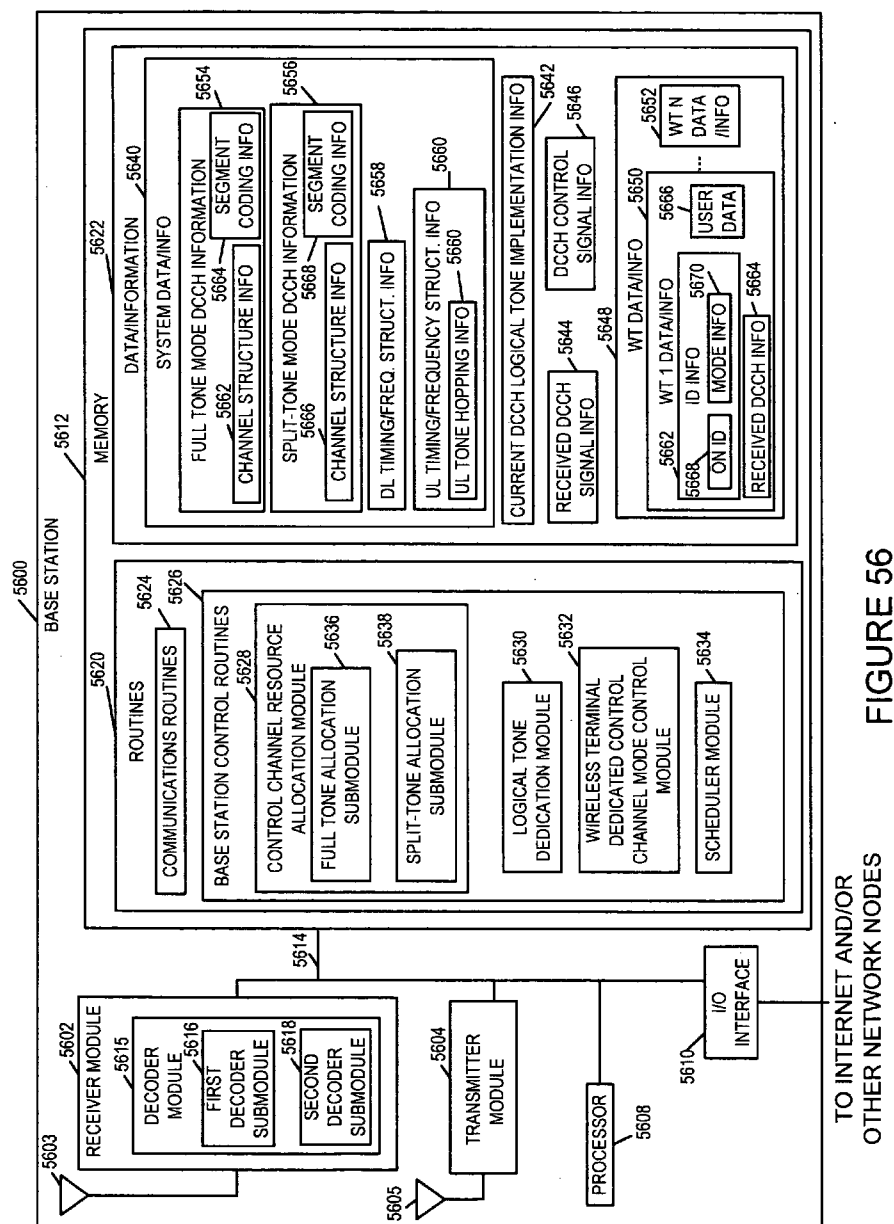 5600
BASE STATION
5603
5602
RECEIVER MODULE
5615
DECODER
MODULE
5616
FIRST
DECODER
SUBMODULE
5618
SECOND
DECODER
SUBMODULE
5605
5604
TRANSMITTER
MODULE
PROCESSOR
5608
5610
I/O
INTERFACE
TO INTERNET AND/OR
OTHER NETWORK NODES
5614
5612
MEMORY
5620
ROUTINES
5624
COMMUNICATIONS ROUTINES
5626
BASE STATION CONTROL ROUTINES
5628
CONTROL CHANNEL RESOURCE
ALLOCATION MODULE
5636
FULL TONE ALLOCATION
SUBMODULE
5638
SPLIT-TONE ALLOCATION
SUBMODULE
5630
LOGICAL TONE
DEDICATION MODULE
5632
WIRELESS TERMINAL
DEDICATED CONTROL
CHANNEL MODE CONTROL
MODULE
5634
SCHEDULER MODULE
5622
DATA/INFORMATION
5640
SYSTEM DATA/INFO
5654
FULL TONE MODE DCCH INFORMATION
5662
CHANNEL STRUCTURE INFO
5664
SEGMENT
CODING INFO
5656
SPLIT-TONE MODE DCCH INFORMATION
5666
CHANNEL STRUCTURE INFO
5668
SEGMENT
CODING INFO
5658
DL TIMING/FREQ. STRUCT. INFO
5660
UL TIMING/FREQUENCY STRUCT. INFO
5660
UL TONE HOPPING INFO
5642
CURRENT DCCH LOGICAL TONE IMPLEMENTATION INFO
5644
RECEIVED DCCH
SIGNAL INFO
5646
DCCH CONTROL
SIGNAL INFO
5648
WT DATA/INFO
5650
WT 1 DATA/INFO
5662
ID INFO
5668
ON ID
5670
MODE INFO
5664
RECEIVED DCCH INFO
5666
USER
DATA
5652
WT N
DATA
/INFO
FIGURE 56